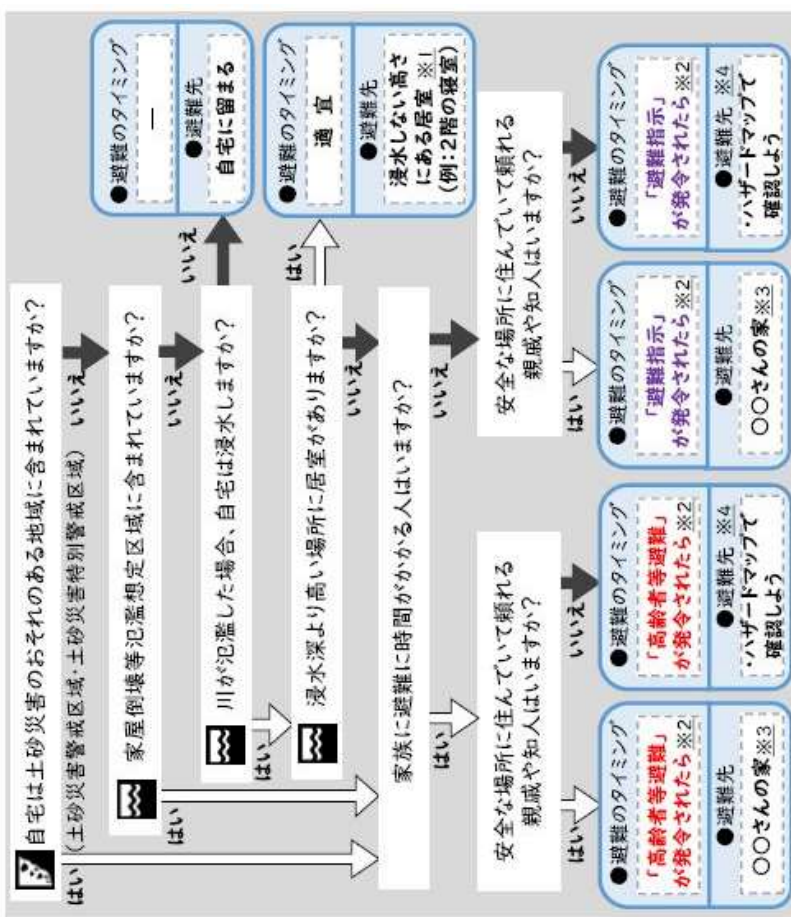 自宅は土砂災害のおそれのある地域に含まれていますか？
(土砂災害警戒区域・土砂災害特別警戒区域)
はい
いいえ
家屋倒壊等氾濫想定区域に含まれていますか？
はい
いいえ
川が氾濫した場合、自宅は浸水しますか？
はい
いいえ
●避難のタイミング
―
●避難先
自宅に留まる
浸水深より高い場所に居室がありますか？
はい
いいえ
●避難のタイミング
適宜
●避難先
浸水しない高さ
にある居室 ※1
(例：2階の寝室)
家族に避難に時間がかかる人はいますか？
はい
いいえ
安全な場所に住んでいて頼れる
親戚や知人はいますか？
はい
いいえ
安全な場所に住んでいて頼れる
親戚や知人はいますか？
はい
いいえ
●避難のタイミング
「高齢者等避難」
が発令されたら ※2
●避難先
○○さんの家※3
●避難のタイミング
「高齢者等避難」
が発令されたら ※2
●避難先 ※4
・ハザードマップで
確認しよう
●避難のタイミング
「避難指示」
が発令されたら ※2
●避難先
○○さんの家※3
●避難のタイミング
「避難指示」
が発令されたら ※2
●避難先 ※4
・ハザードマップで
確認しよう